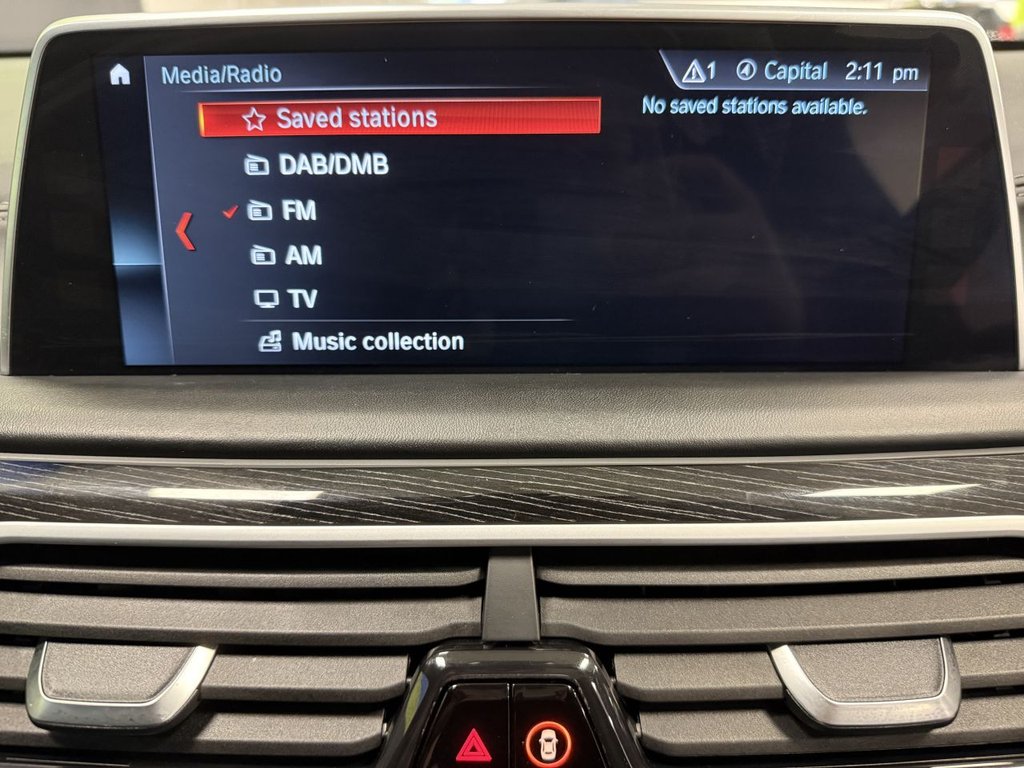 Media/Radio
1 Capital 2:11 pm
Saved stations
No saved stations available.
DAB/DMB
FM
AM
TV
Music collection